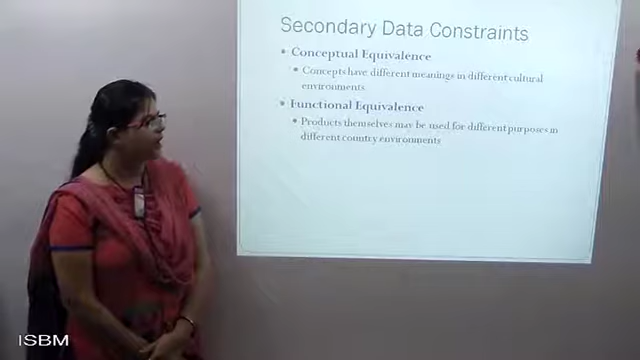 Secondary Data Constraints
• Conceptual Equivalence
• Concepts have different meanings in different cultural
environments
• Functional Equivalence
• Products themselves may be used for different purposes in
different country environments
ISBM